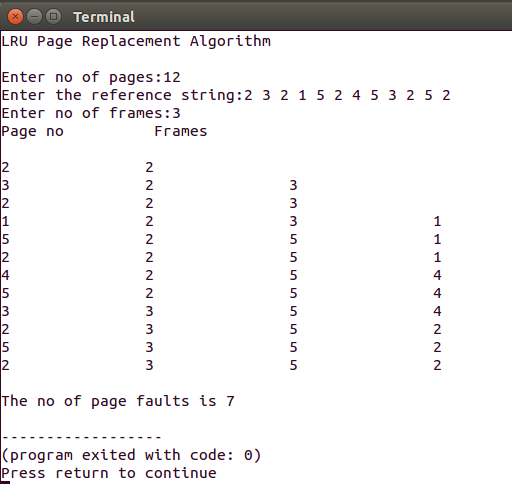 Terminal
LRU Page Replacement Algorithm
Enter no of pages:12
Enter the reference string:2 3 2 1 5 2 4 5 3 2 5 2
Enter no of frames:3
Page no Frames
2 2
3 2 3
2 2 3
1 2 3 1
5 2 5 1
2 2 5 1
4 2 5 4
5 2 5 4
3 3 5 4
2 3 5 2
5 3 5 2
2 3 5 2
The no of page faults is 7
------------------
(program exited with code: 0)
Press return to continue